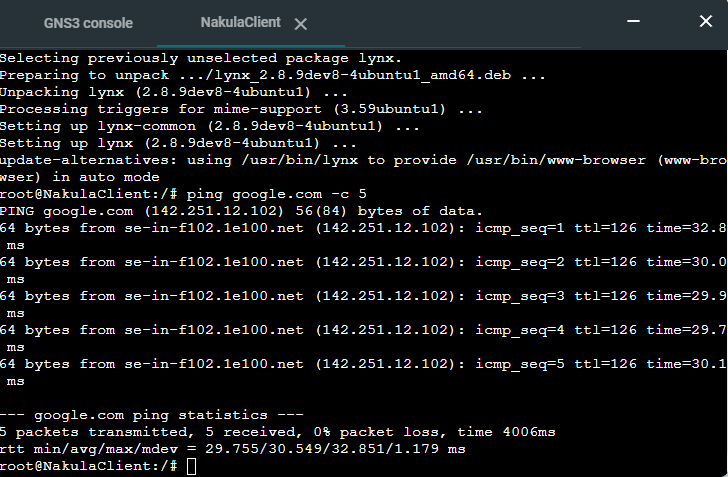 GNS3 console
NakulaClient
Selecting previously unselected package lynx.
Preparing to unpack .../lynx_2.8.9dev8-4ubuntu1_amd64.deb ...
Unpacking lynx (2.8.9dev8-4ubuntu1) ...
Processing triggers for mime-support (3.59ubuntu1) ...
Setting up lynx-common (2.8.9dev8-4ubuntu1) ...
Setting up lynx (2.8.9dev8-4ubuntu1) ...
update-alternatives: using /usr/bin/lynx to provide /usr/bin/www-browser (www-bro
wser) in auto mode
root@NakulaClient:/# ping google.com -c 5
PING google.com (142.251.12.102) 56(84) bytes of data.
64 bytes from se-in-f102.1e100.net (142.251.12.102): icmp_seq=1 ttl=126 time=32.8
ms
64 bytes from se-in-f102.1e100.net (142.251.12.102): icmp_seq=2 ttl=126 time=30.0
ms
64 bytes from se-in-f102.1e100.net (142.251.12.102): icmp_seq=3 ttl=126 time=29.9
ms
64 bytes from se-in-f102.1e100.net (142.251.12.102): icmp_seq=4 ttl=126 time=29.7
ms
64 bytes from se-in-f102.1e100.net (142.251.12.102): icmp_seq=5 ttl=126 time=30.1
ms
--- google.com ping statistics ---
5 packets transmitted, 5 received, 0% packet loss, time 4006ms
rtt min/avg/max/mdev = 29.755/30.549/32.851/1.179 ms
root@NakulaClient:/#